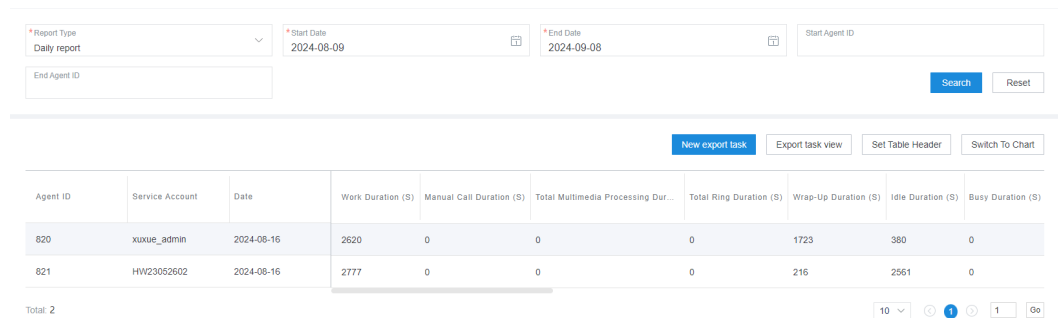 * Report Type
Daily report
* Start Date
2024-08-09
* End Date
2024-09-08
Start Agent ID
End Agent ID
Search Reset
New export task Export task view Set Table Header Switch To Chart
Agent ID Service Account Date Work Duration (S) Manual Call Duration (S) Total Multimedia Processing Dur... Total Ring Duration (S) Wrap-Up Duration (S) Idle Duration (S) Busy Duration (S)
820 xuxue_admin 2024-08-16 2620 0 0 0 1723 380 0
821 HW23052602 2024-08-16 2777 0 0 0 216 2561 0
Total: 2 10 1 1 Go